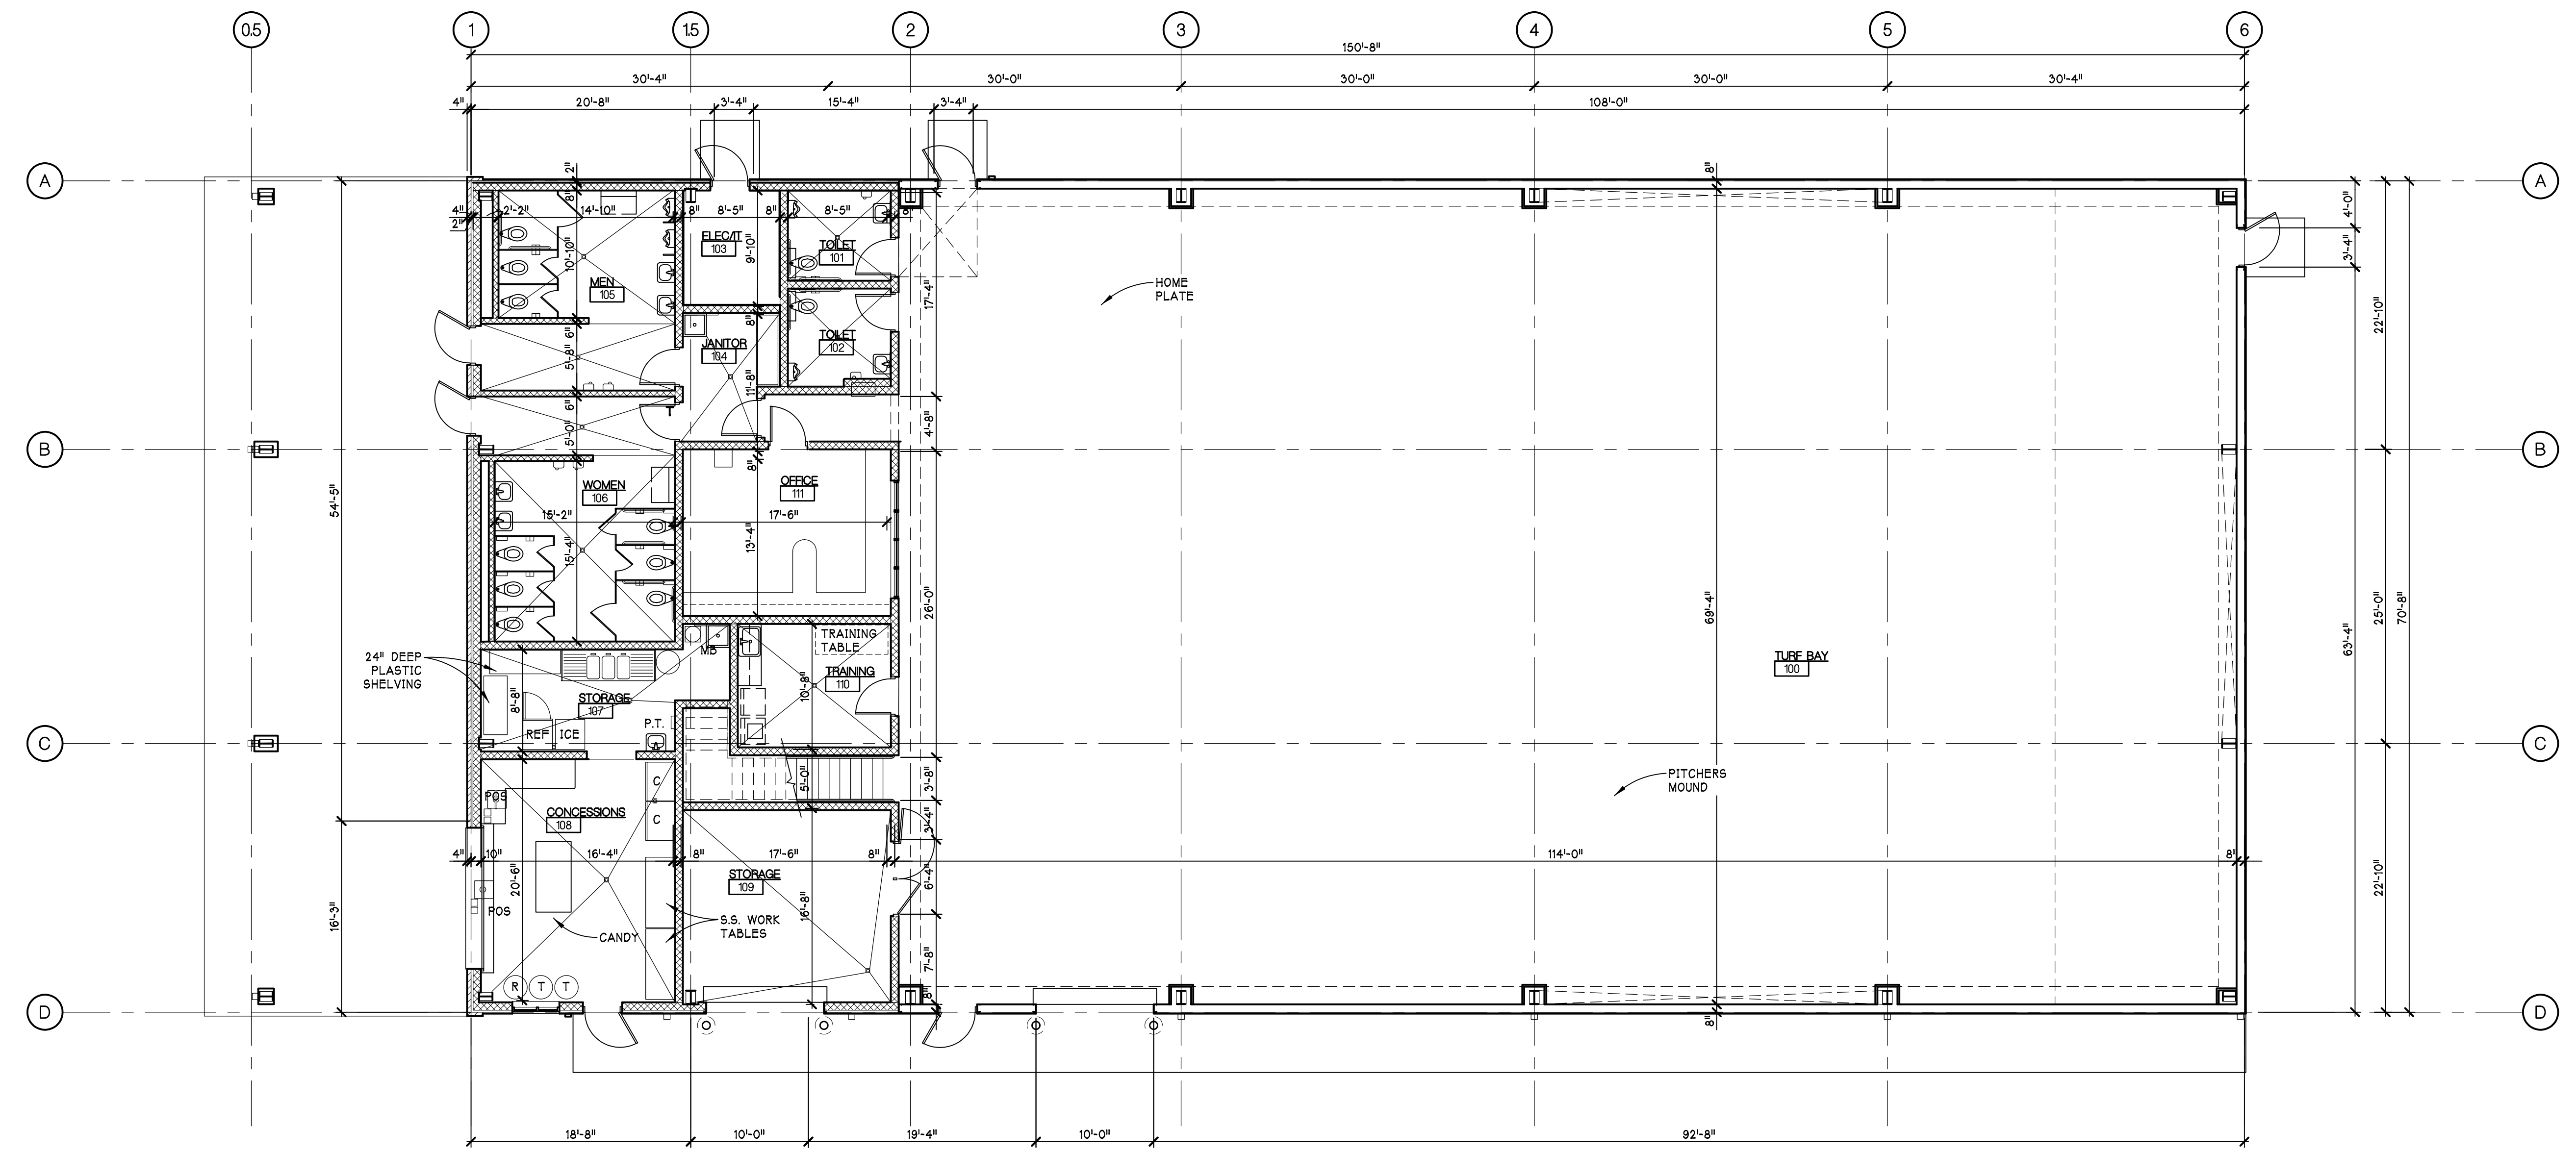 0.5 1 1.5 2 3 4 5 6
150'-8"
30'-4" 30'-0" 30'-0" 30'-0" 30'-4"
4" 20'-8" 3'-4" 15'-4" 3'-4" 108'-0"
A 2" 8" A
8" 4'-0"
4" 2'-2" 14'-10" 8" 8'-5" 8" 8'-5" 8"
2"
ELEC/IT
103
TOILET
101
10'-10" 9'-10" 3'-4"
MEN
105
HOME
PLATE
17'-4" 22'-10"
6" 8"
JANITOR
104
TOILET
102
5'-8" 11'-8"
6"
5'-0" 4'-8"
B B
8"
WOMEN
106
OFFICE
111
54'-5"
15'-2" 17'-6"
15'-4" 13'-4"
26'-0" 69'-4" 63'-4" 25'-0" 70'-8"
24" DEEP
PLASTIC
SHELVING
MB
TRAINING
TABLE
TRAINING
110
TURF BAY
100
STORAGE
107
8'-8" 10'-8"
P.T.
REF ICE
C C
5'-0" 3'-8"
PITCHERS
MOUND
POS
C
C
CONCESSIONS
108
3'-4"
4" 10" 16'-4" 8" 17'-6" 8" 114'-0" 8"
STORAGE
109
20'-6" 16'-8" 6'-4" 22'-10"
16'-3"
POS
CANDY
S.S. WORK
TABLES
7'-8"
R T T
8"
D 8" D
18'-8" 10'-0" 19'-4" 10'-0" 92'-8"